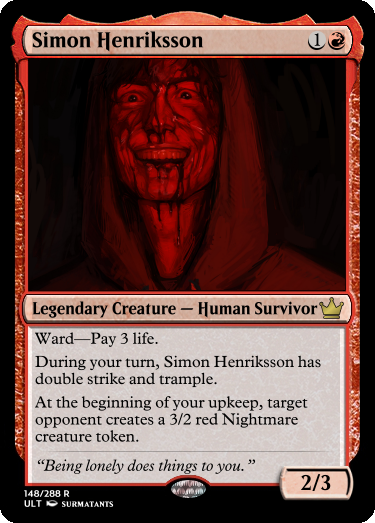 Simon Henriksson 1
Legendary Creature — Human Survivor
Ward—Pay 3 life.
During your turn, Simon Henriksson has
double strike and trample.
At the beginning of your upkeep, target
opponent creates a 3/2 red Nightmare
creature token.
“Being lonely does things to you.”
2/3
148/288 R
ULT SURMATANTS